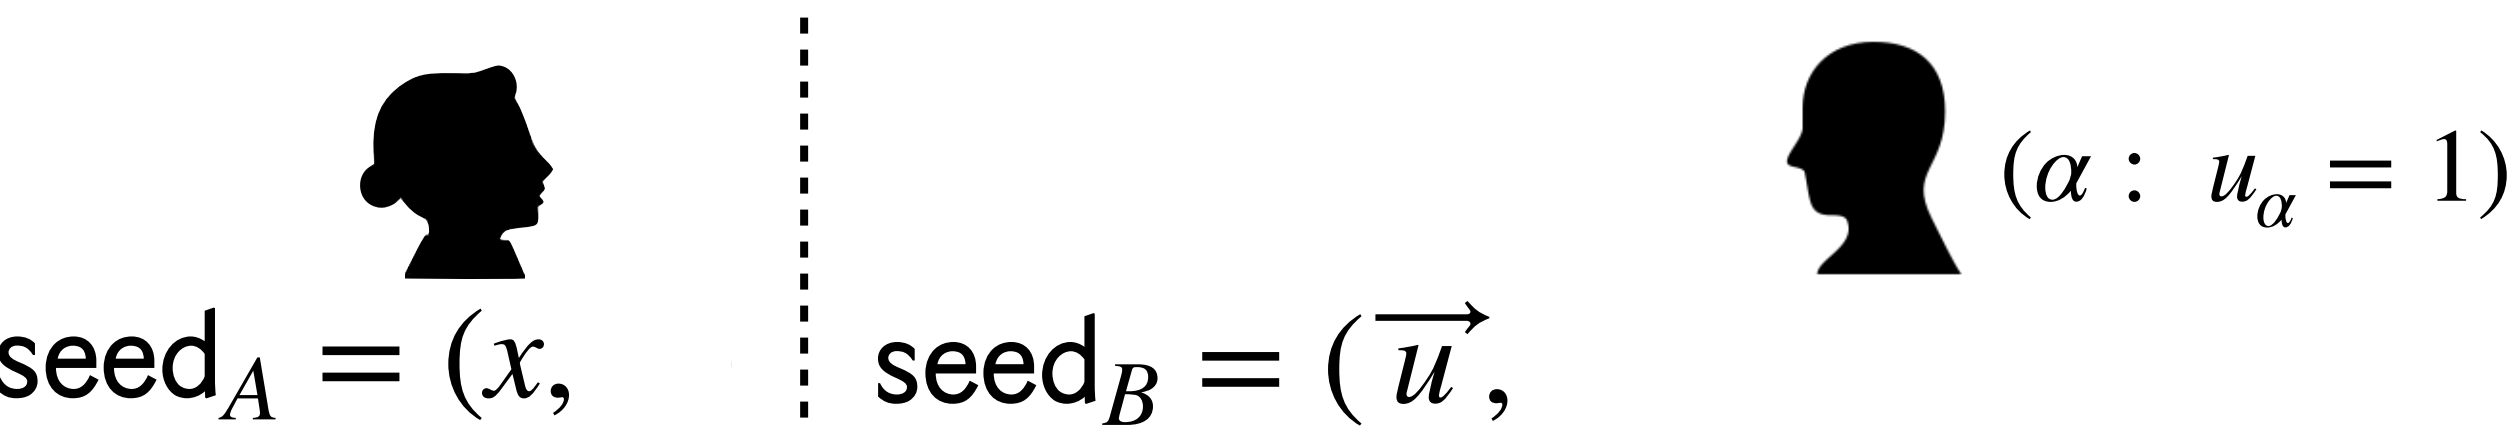 (α : u_α = 1)
seed_A = (x,
seed_B = (u⃗,